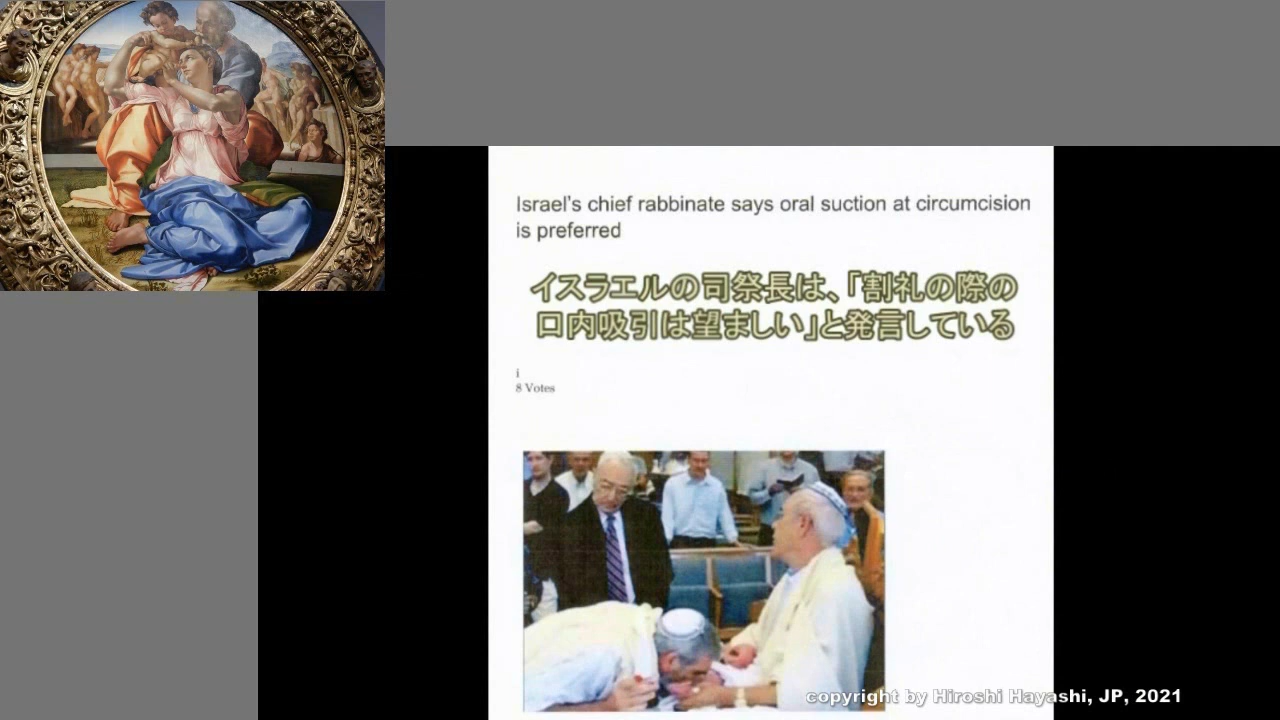 Israel's chief rabbinate says oral suction at circumcision
is preferred
イスラエルの司祭長は、「割礼の際の
口内吸引は望ましい」と発言している
i
8 Votes
copyright by Hiroshi Hayashi, JP, 2021